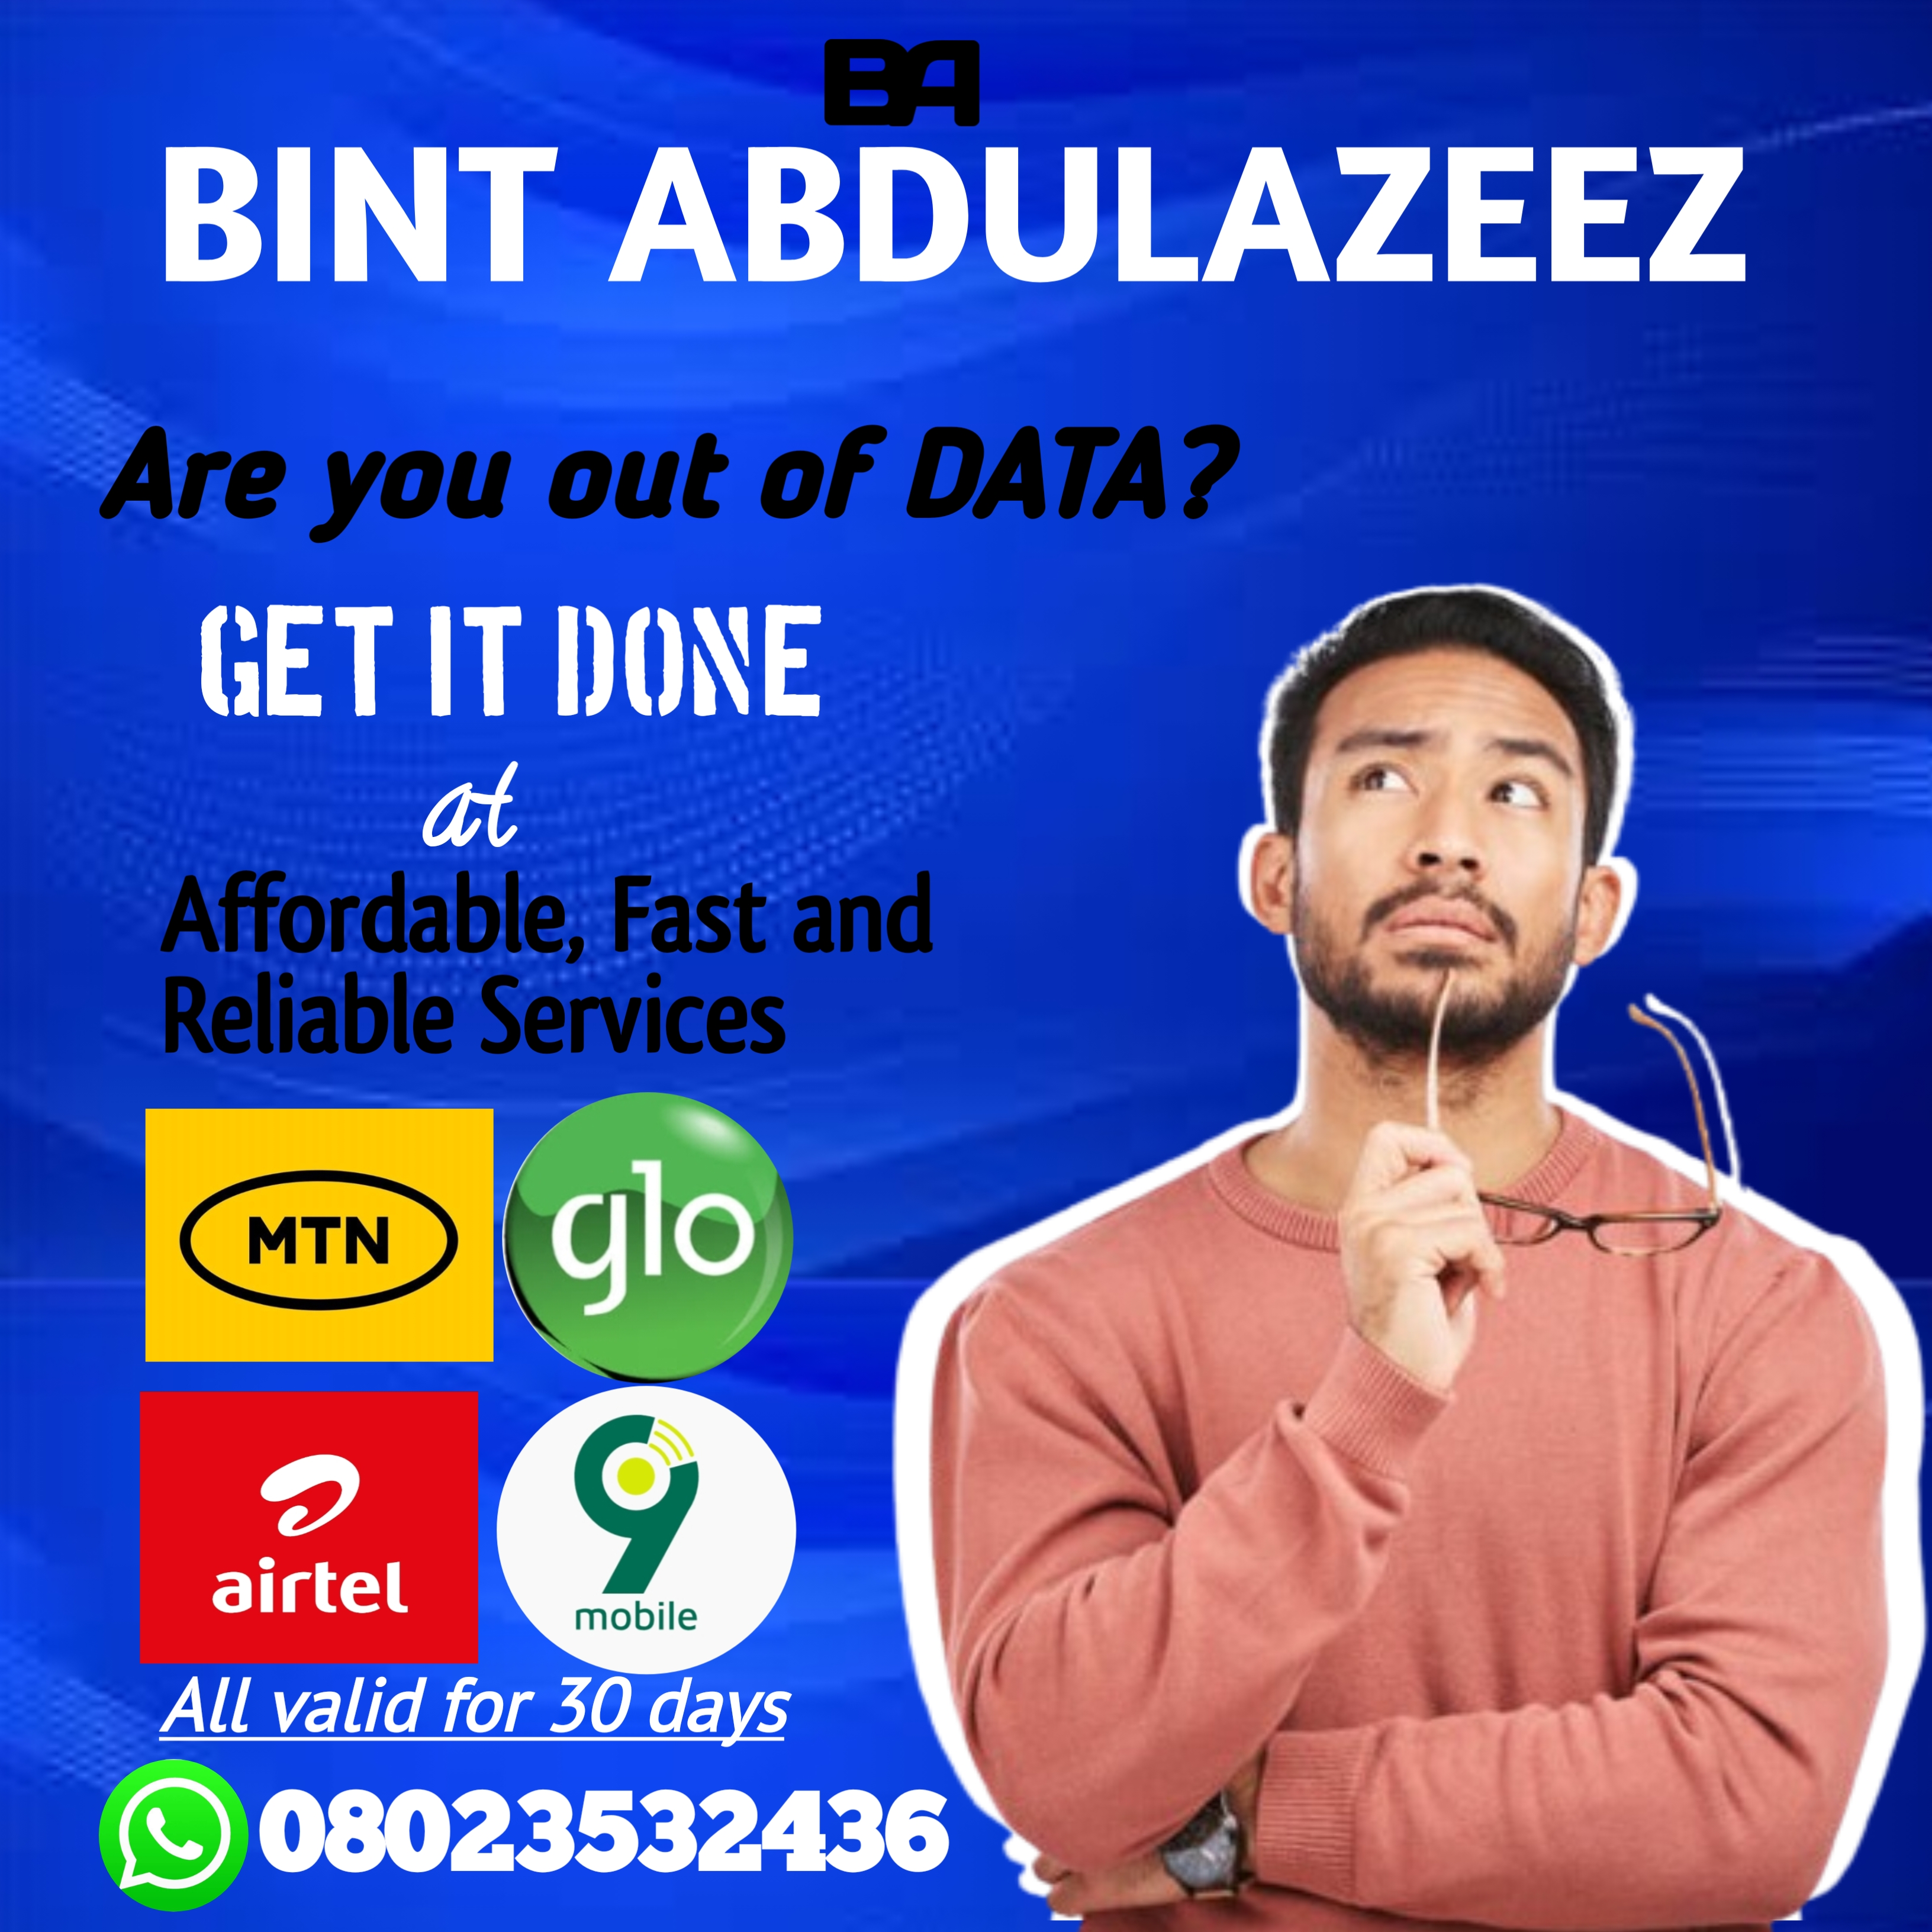 BA
BINT ABDULAZEEZ
Are you out of DATA?
GET IT DONE
at
Affordable, Fast and
Reliable Services
MTN
glo
airtel
9
mobile
All valid for 30 days
08023532436